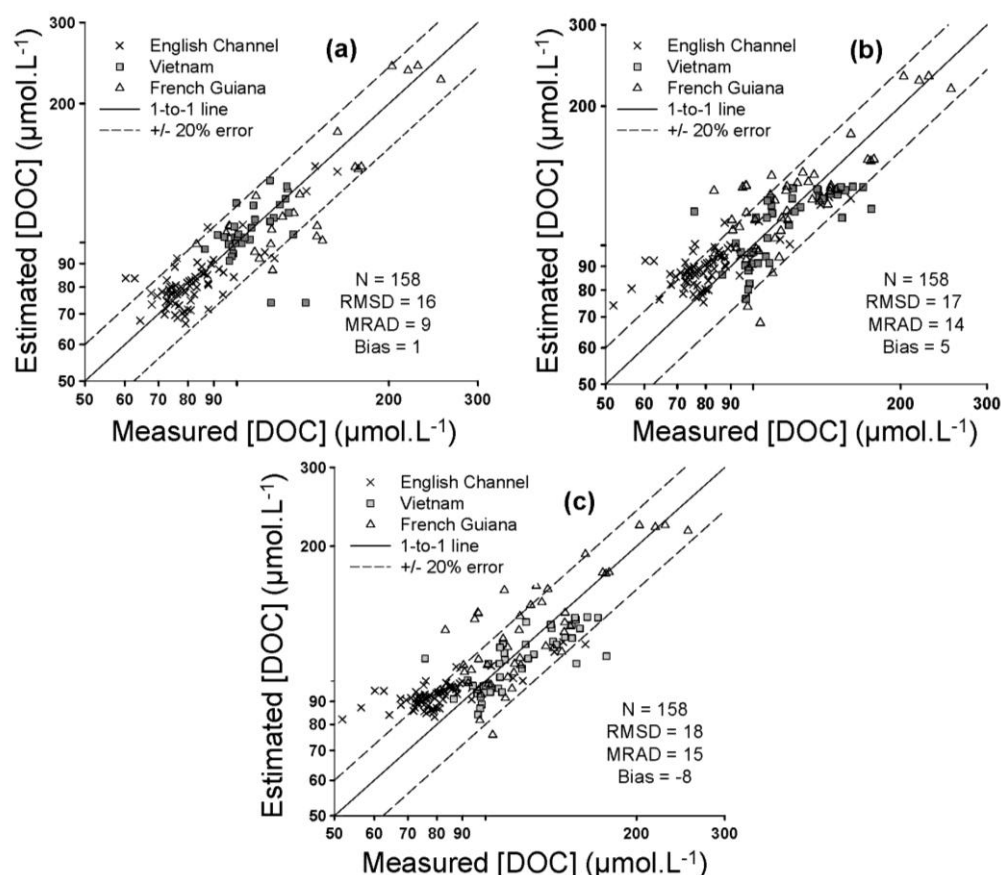 300
200
90
80
70
60
50
Estimated [DOC] (µmol.L⁻¹)
× English Channel
Vietnam
French Guiana
1-to-1 line
+/- 20% error
(a)
N = 158
RMSD = 16
MRAD = 9
Bias = 1
50 60 70 80 90 200 300
Measured [DOC] (µmol.L⁻¹)
300
200
90
80
70
60
50
Estimated [DOC] (µmol.L⁻¹)
× English Channel
Vietnam
French Guiana
1-to-1 line
+/- 20% error
(b)
N = 158
RMSD = 17
MRAD = 14
Bias = 5
50 60 70 80 90 200 300
Measured [DOC] (µmol.L⁻¹)
300
200
90
80
70
60
50
Estimated [DOC] (µmol.L⁻¹)
× English Channel
Vietnam
French Guiana
1-to-1 line
+/- 20% error
(c)
N = 158
RMSD = 18
MRAD = 15
Bias = -8
50 60 70 80 90 200 300
Measured [DOC] (µmol.L⁻¹)